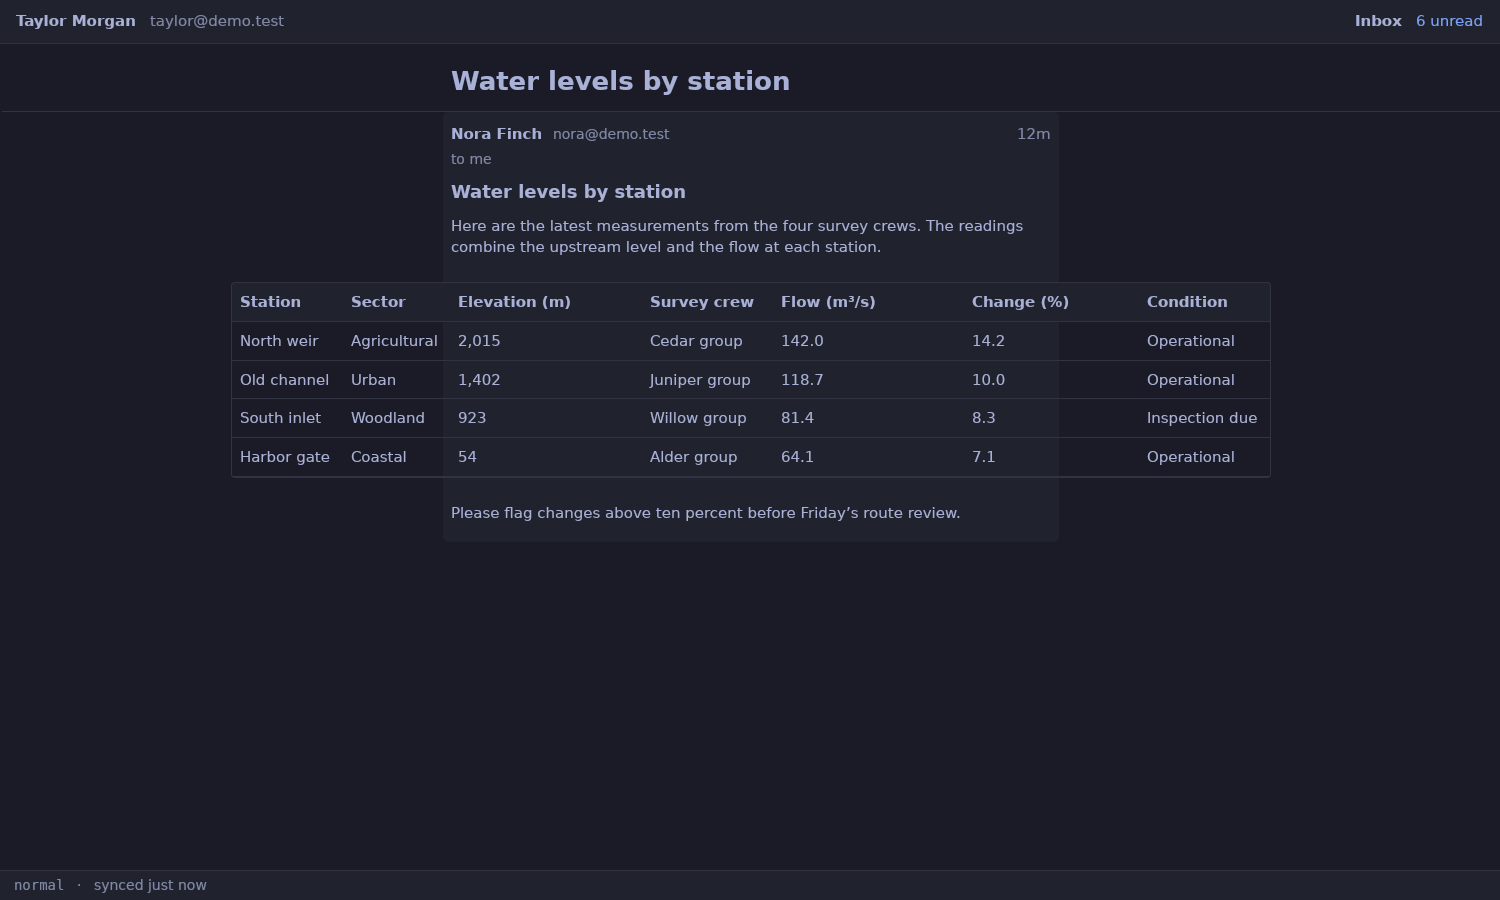 Taylor Morgan taylor@demo.test Inbox 6 unread
Water levels by station
Nora Finch nora@demo.test 12m
to me
Water levels by station
Here are the latest measurements from the four survey crews. The readings
combine the upstream level and the flow at each station.
Station Sector Elevation (m) Survey crew Flow (m³/s) Change (%) Condition
North weir Agricultural 2,015 Cedar group 142.0 14.2 Operational
Old channel Urban 1,402 Juniper group 118.7 10.0 Operational
South inlet Woodland 923 Willow group 81.4 8.3 Inspection due
Harbor gate Coastal 54 Alder group 64.1 7.1 Operational
Please flag changes above ten percent before Friday’s route review.
normal · synced just now